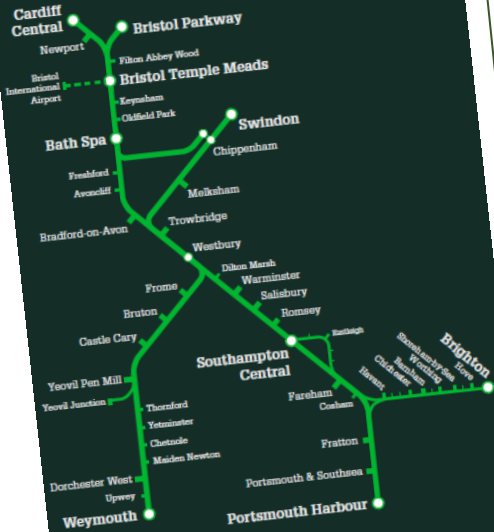 Cardiff
Central
Bristol Parkway
Newport
Filton Abbey Wood
Bristol
International
Airport
Bristol Temple Meads
Keynsham
Oldfield Park
Swindon
Bath Spa
Chippenham
Freshford
Avoncliff
Melksham
Bradford-on-Avon
Trowbridge
Westbury
Dilton Marsh
Warminster
Frome
Salisbury
Bruton
Romsey
Castle Cary
Eastleigh
Southampton
Central
Brighton
Hove
Shoreham-by-Sea
Worthing
Barnham
Chichester
Havant
Yeovil Pen Mill
Yeovil Junction
Fareham
Cosham
Thornford
Yetminster
Chetnole
Maiden Newton
Fratton
Dorchester West
Portsmouth & Southsea
Upwey
Weymouth
Portsmouth Harbour